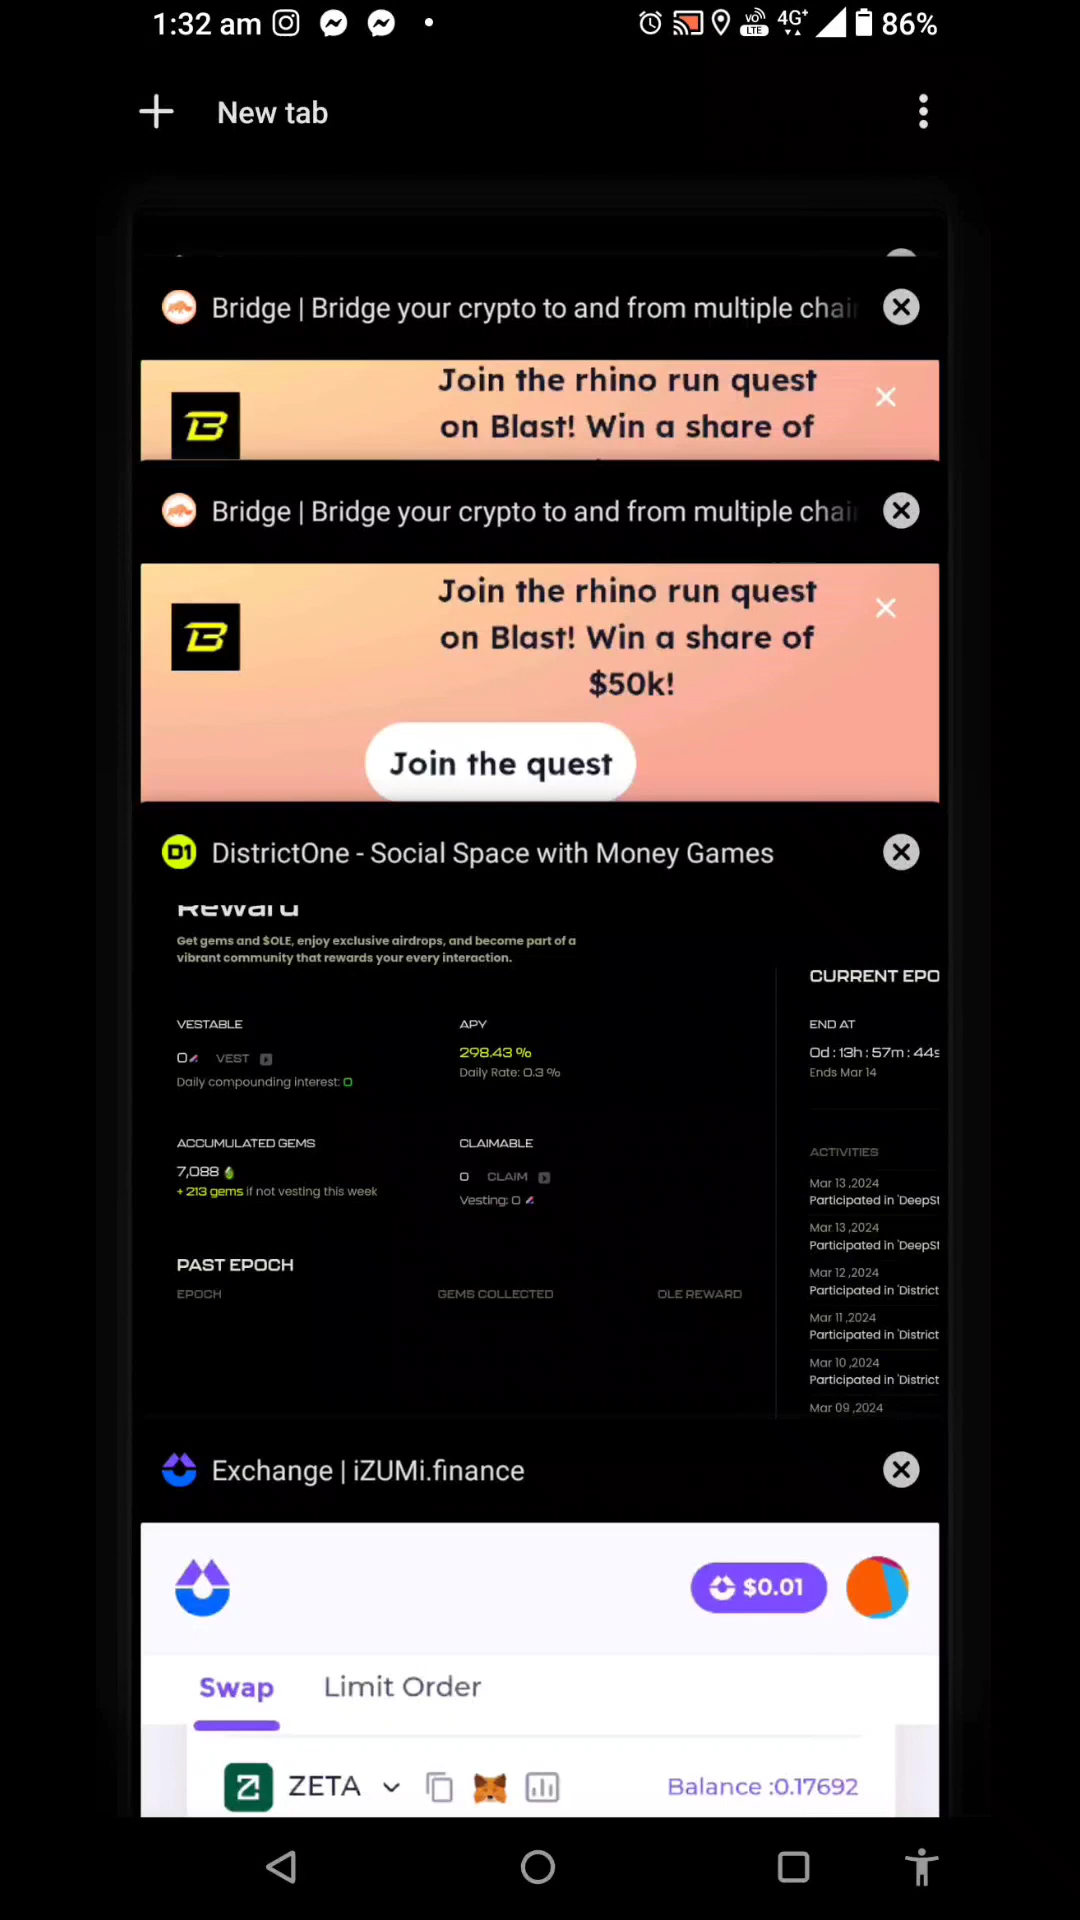 1:32 am
VO LTE 4G+ 86%
New tab
Bridge | Bridge your crypto to and from multiple chai
Join the rhino run quest
on Blast! Win a share of
Bridge | Bridge your crypto to and from multiple chai
Join the rhino run quest
on Blast! Win a share of
$50k!
Join the quest
D1 DistrictOne - Social Space with Money Games
Reward
Get gems and $OLE, enjoy exclusive airdrops, and become part of a
vibrant community that rewards your every interaction.
CURRENT EPO
VESTABLE
APY
END AT
0 VEST
298.43 %
0d : 13h : 57m : 44s
Daily compounding interest: 0
Daily Rate: 0.3 %
Ends Mar 14
ACCUMULATED GEMS
CLAIMABLE
ACTIVITIES
7,088
0 CLAIM
+ 213 gems if not vesting this week
Vesting: 0
Mar 13 ,2024
Participated in 'DeepSt
Mar 13 ,2024
Participated in 'DeepSt
Mar 12 ,2024
Participated in 'District
Mar 11 ,2024
Participated in 'District
Mar 10 ,2024
Participated in 'District
Mar 09 ,2024
PAST EPOCH
EPOCH
GEMS COLLECTED
OLE REWARD
Exchange | iZUMi.finance
$0.01
Swap
Limit Order
ZETA
Balance :0.17692